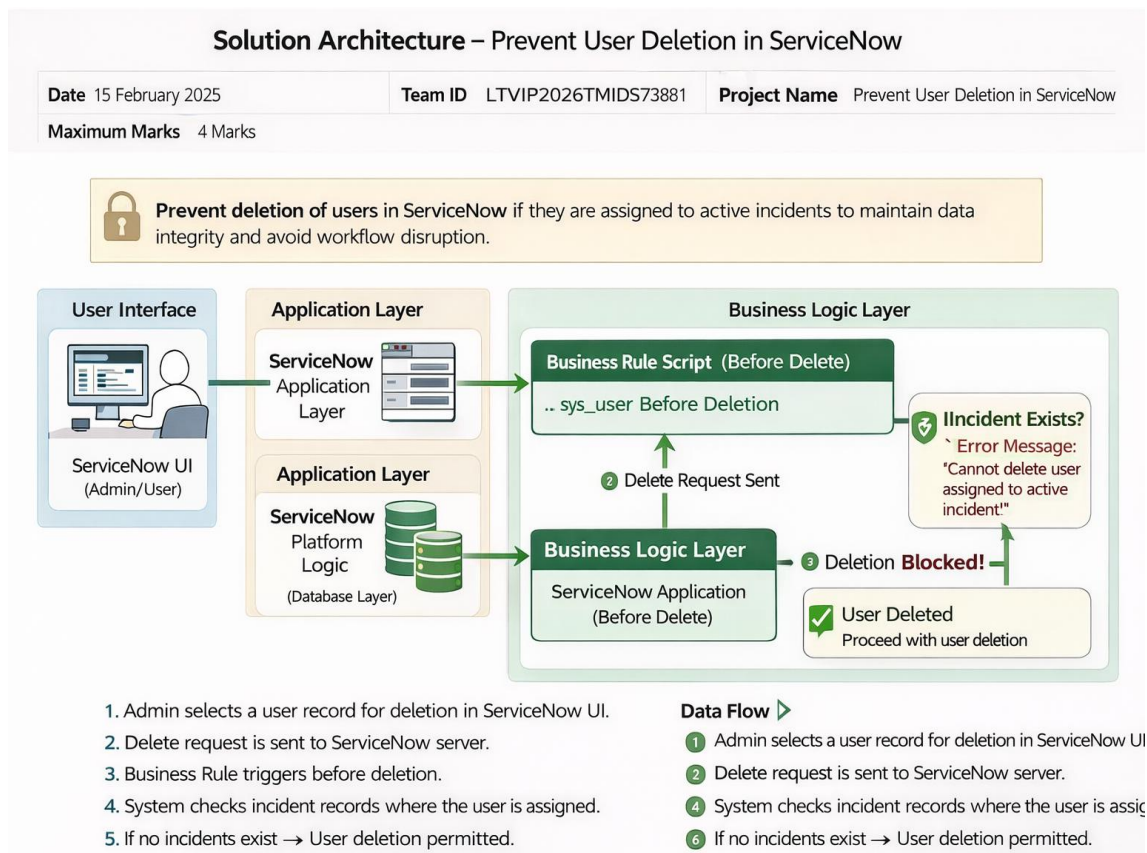 Solution Architecture – Prevent User Deletion in ServiceNow
Date 15 February 2025
Team ID LTVIP2026TMIDS73881
Project Name Prevent User Deletion in ServiceNow
Maximum Marks 4 Marks
Prevent deletion of users in ServiceNow if they are assigned to active incidents to maintain data
integrity and avoid workflow disruption.
User Interface
ServiceNow UI
(Admin/User)
Application Layer
ServiceNow
Application
Layer
Application Layer
ServiceNow
Platform
Logic
(Database Layer)
Business Logic Layer
Business Rule Script (Before Delete)
.. sys_user Before Deletion
2 Delete Request Sent
Business Logic Layer
ServiceNow Application
(Before Delete)
IIncident Exists?
` Error Message:
"Cannot delete user
assigned to active
incident!"
3 Deletion Blocked!
User Deleted
Proceed with user deletion
1. Admin selects a user record for deletion in ServiceNow UI.
2. Delete request is sent to ServiceNow server.
3. Business Rule triggers before deletion.
4. System checks incident records where the user is assigned.
5. If no incidents exist → User deletion permitted.
Data Flow
1 Admin selects a user record for deletion in ServiceNow UI
2 Delete request is sent to ServiceNow server.
4 System checks incident records where the user is assig
6 If no incidents exist → User deletion permitted.